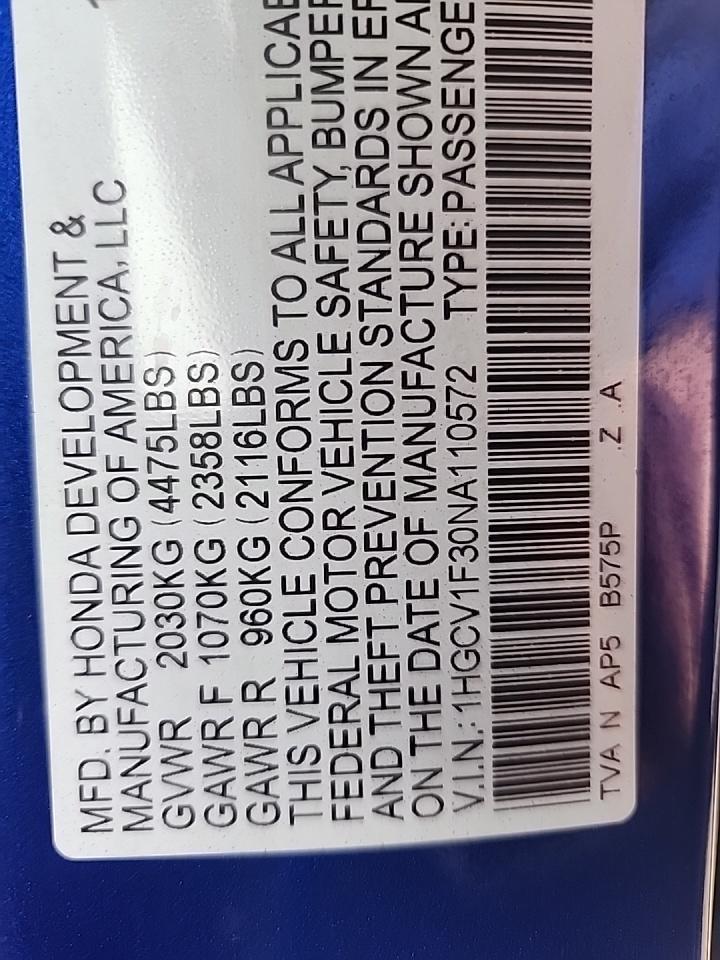 MFD. BY HONDA DEVELOPMENT &
MANUFACTURING OF AMERICA, LLC
GVWR 2030KG (4475LBS)
GAWR F 1070KG (2358LBS)
GAWR R 960KG (2116LBS)
THIS VEHICLE CONFORMS TO ALL APPLICAB
FEDERAL MOTOR VEHICLE SAFETY, BUMPER
AND THEFT PREVENTION STANDARDS IN EF
ON THE DATE OF MANUFACTURE SHOWN A
V.I.N.: 1HGCV1F30NA110572 TYPE: PASSENGE
TVA N AP5 B575P .Z .A